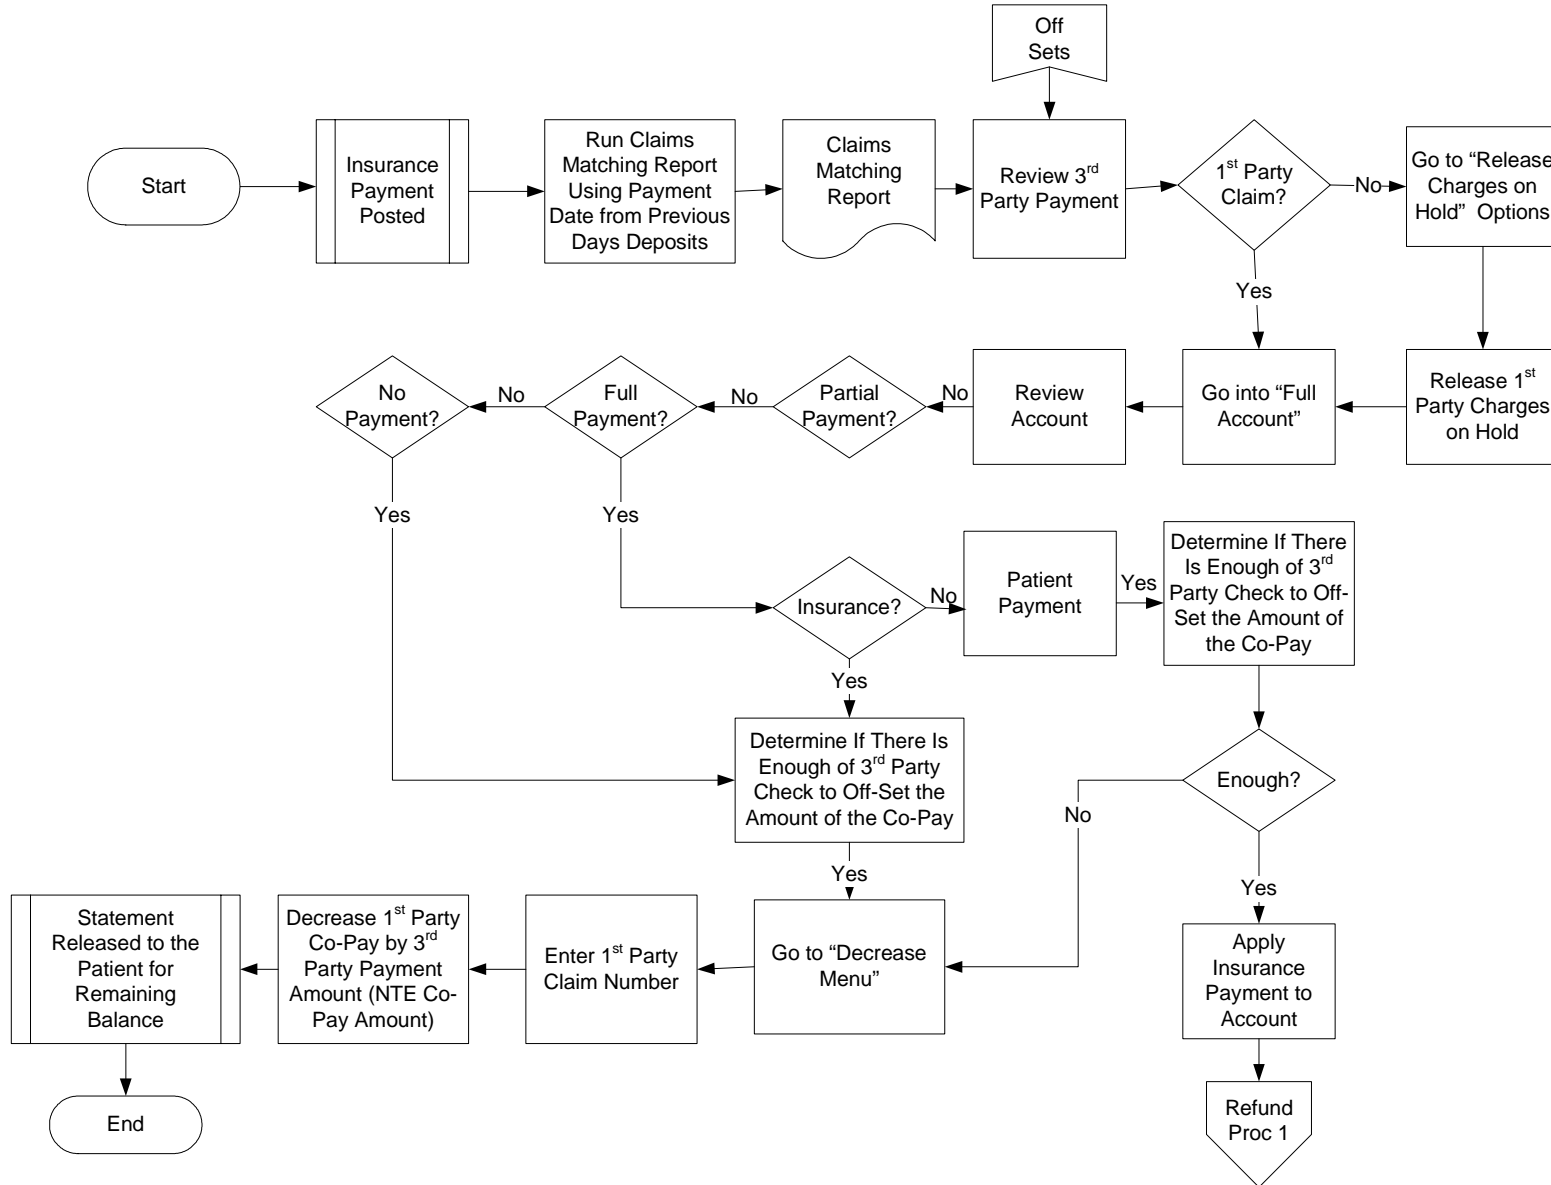 Off
Sets
Start
Insurance
Payment
Posted
Run Claims
Matching Report
Using Payment
Date from Previous
Days Deposits
Claims
Matching
Report
Review 3rd
Party Payment
1st Party
Claim?
No
Go to “Release
Charges on
Hold” Options
Yes
No
Payment?
No
Full
Payment?
No
Partial
Payment?
No
Review
Account
Go into “Full
Account”
Release 1st
Party Charges
on Hold
Yes
Yes
Insurance?
No
Patient
Payment
Yes
Determine If There
Is Enough of 3rd
Party Check to Off-
Set the Amount of
the Co-Pay
Yes
Determine If There Is
Enough of 3rd Party
Check to Off-Set the
Amount of the Co-Pay
Enough?
No
Yes
Yes
Statement
Released to the
Patient for
Remaining
Balance
Decrease 1st Party
Co-Pay by 3rd
Party Payment
Amount (NTE Co-
Pay Amount)
Enter 1st Party
Claim Number
Go to “Decrease
Menu”
Apply
Insurance
Payment to
Account
End
Refund
Proc 1